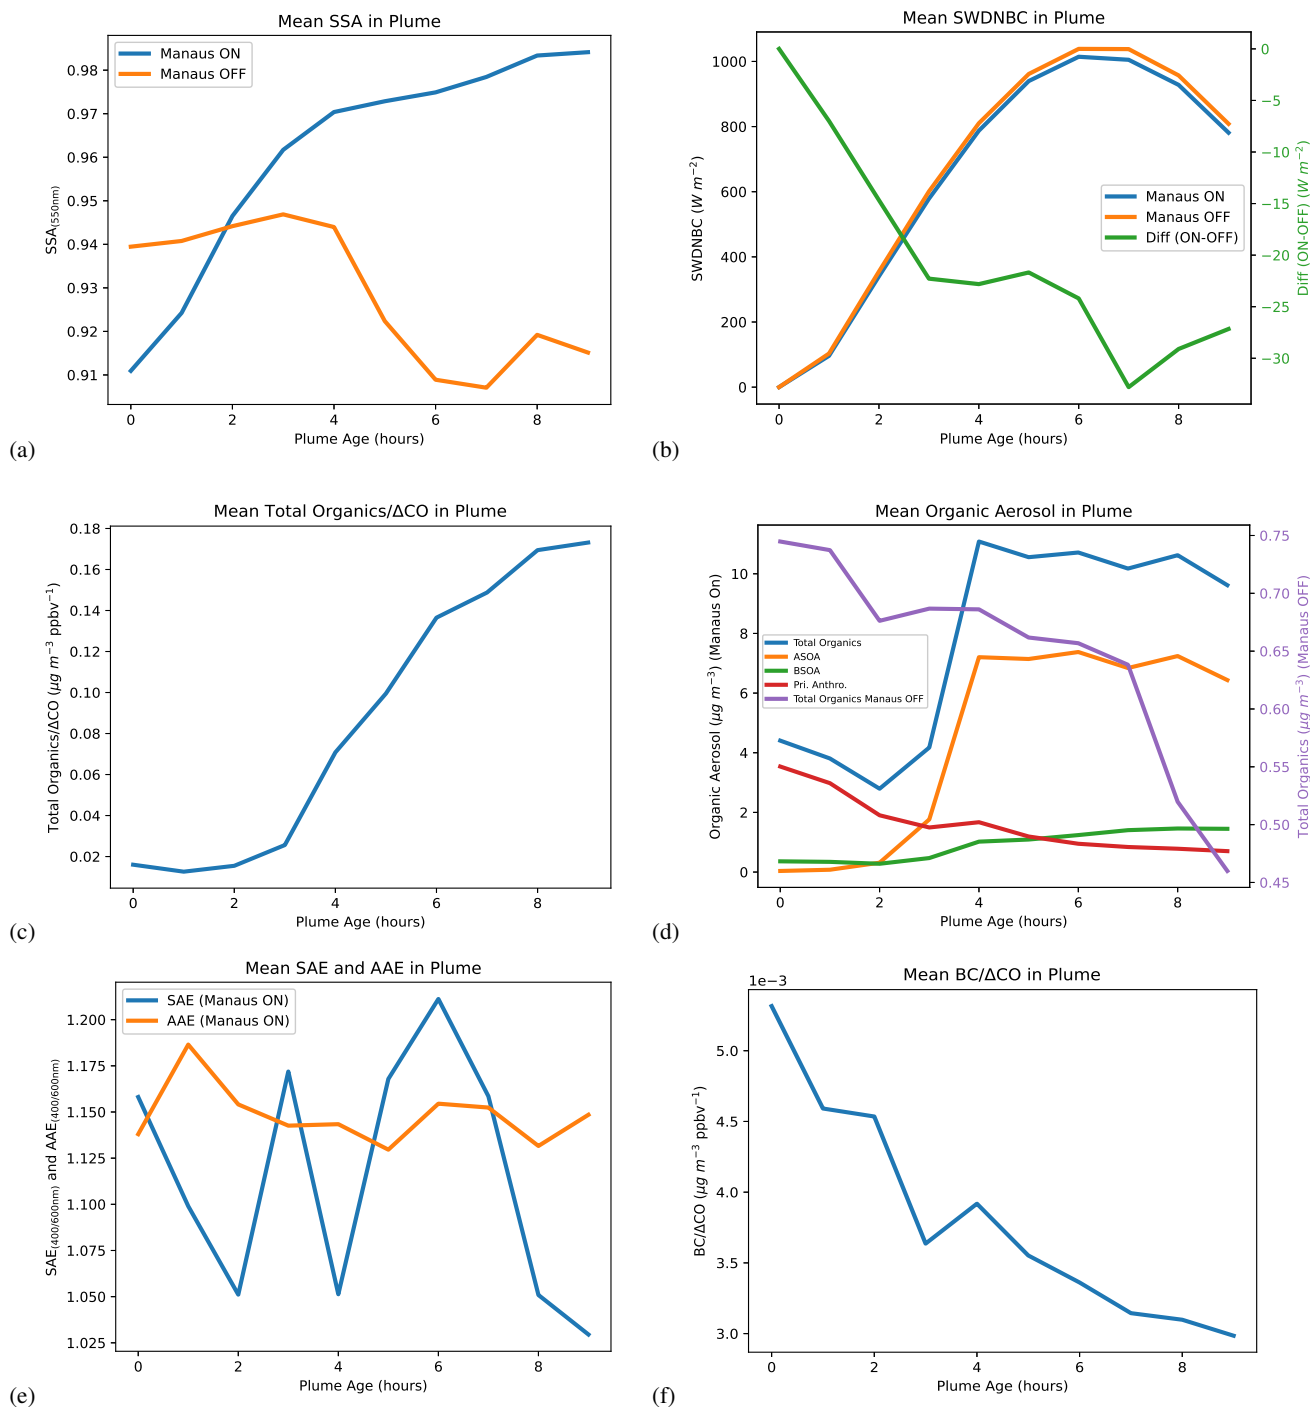 Mean SSA in Plume
Manaus ON
Manaus OFF
0.98
0.97
0.96
0.95
0.94
0.93
0.92
0.91
SSA(550nm)
0 2 4 6 8
Plume Age (hours)
(a)
Mean SWDNBC in Plume
1000
800
600
400
200
0
SWDNBC (W m−2)
Manaus ON
Manaus OFF
Diff (ON-OFF)
0
−5
−10
−15
−20
−25
−30
Diff (ON-OFF) (W m−2)
0 2 4 6 8
Plume Age (hours)
(b)
Mean Total Organics/ΔCO in Plume
0.18
0.16
0.14
0.12
0.10
0.08
0.06
0.04
0.02
Total Organics/ΔCO (μg m−3 ppbv−1)
0 2 4 6 8
Plume Age (hours)
(c)
Mean Organic Aerosol in Plume
10
8
6
4
2
0
Organic Aerosol (μg m−3) (Manaus On)
Total Organics
ASOA
BSOA
Pri. Anthro.
Total Organics Manaus OFF
0.75
0.70
0.65
0.60
0.55
0.50
0.45
Total Organics (μg m−3) (Manaus OFF)
0 2 4 6 8
Plume Age (hours)
(d)
Mean SAE and AAE in Plume
SAE (Manaus ON)
AAE (Manaus ON)
1.200
1.175
1.150
1.125
1.100
1.075
1.050
1.025
SAE(400/600nm) and AAE(400/600nm)
0 2 4 6 8
Plume Age (hours)
(e)
Mean BC/ΔCO in Plume
1e−3
5.0
4.5
4.0
3.5
3.0
BC/ΔCO (μg m−3 ppbv−1)
0 2 4 6 8
Plume Age (hours)
(f)